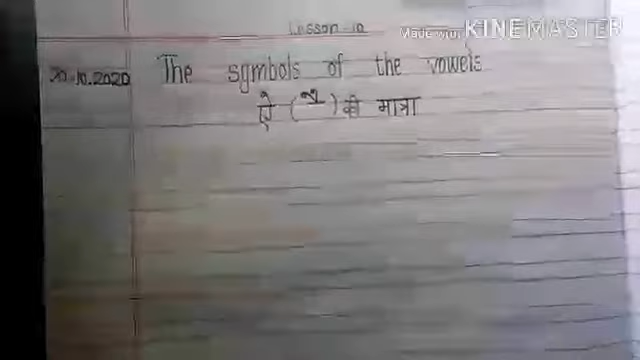 Lesson-10
Made with KINEMASTER
20.10.2020 The symbols of the vowels
ऐ ( ै ) की मात्रा